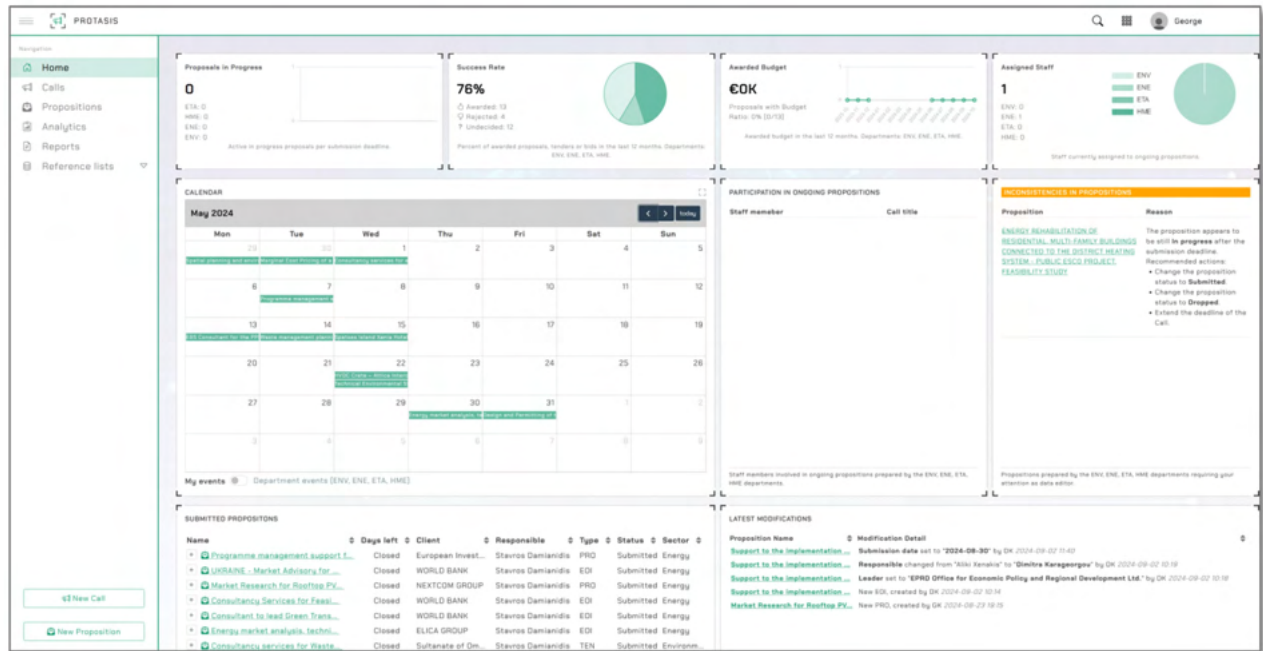 PROTASIS
George
Navigation
Home
Calls
Propositions
Analytics
Reports
Reference lists
New Call
New Proposition
Proposals in Progress
0
ETA: 0
HME: 0
ENE: 0
ENV: 0
Active in progress proposals per submission deadline.
Success Rate
76%
Awarded: 13
Rejected: 4
? Undecided: 12
Percent of awarded proposals, tenders or bids in the last 12 months. Departments:
ENV, ENE, ETA, HME.
Awarded Budget
€0K
Proposals with Budget
Ratio: 0% (0/13)
Awarded budget in the last 12 months. Departments: ENV, ENE, ETA, HME.
Assigned Staff
1
ENV: 0
ENE: 1
ETA: 0
HME: 0
ENV
ENE
ETA
HME
Staff currently assigned to ongoing propositions.
CALENDAR
May 2024
today
Mon Tue Wed Thu Fri Sat Sun
29 30 1 2 3 4 5
6 7 8 9 10 11 12
Programme management s
13 14 15 16 17 18 19
20 21 22 23 24 25 26
27 28 29 30 31 1 2
Energy market analysis, te Design and Permitting of
3 4 5 6 7 8 9
My events Department events (ENV, ENE, ETA, HME)
PARTICIPATION IN ONGOING PROPOSITIONS
Staff memeber Call title
Staff members involved in ongoing propositions prepared by the ENV, ENE, ETA,
HME departments.
INCONSISTENCIES IN PROPOSITIONS
Proposition Reason
ENERGY REHABILITATION OF
RESIDENTIAL, MULTI-FAMILY BUILDINGS
CONNECTED TO THE DISTRICT HEATING
SYSTEM - PUBLIC ESCO PROJECT,
FEASIBILITY STUDY
The proposition appears to
be still In progress after the
submission deadline.
Recommended actions:
• Change the proposition
status to Submitted.
• Change the proposition
status to Dropped.
• Extend the deadline of the
Call.
Propositions prepared by the ENV, ENE, ETA, HME departments requiring your
attention as data editor.
SUBMITTED PROPOSITONS
Name Days left Client Responsible Type Status Sector
Programme management support t... Closed European Invest... Stavros Damianidis PRO Submitted Energy
UKRAINE - Market Advisory for ... Closed WORLD BANK Stavros Damianidis EOI Submitted Energy
Market Research for Rooftop PV... Closed NEXTCOM GROUP Stavros Damianidis PRO Submitted Energy
Consultancy Services for Feasi... Closed WORLD BANK Stavros Damianidis EOI Submitted Energy
Consultant to lead Green Trans... Closed WORLD BANK Stavros Damianidis EOI Submitted Energy
Energy market analysis, techni... Closed ELICA GROUP Stavros Damianidis EOI Submitted Energy
Consultancy services for Waste... Closed Sultanate of Om... Stavros Damianidis TEN Submitted Environm...
LATEST MODIFICATIONS
Proposition Name Modification Detail
Support to the implementation ... Submission date set to "2024-08-30" by DK 2024-09-02 11:40
Support to the implementation ... Responsible changed from "Aliki Xenakis" to "Dimitra Karageorgou" by DK 2024-09-02 10:19
Support to the implementation ... Leader set to "EPRD Office for Economic Policy and Regional Development Ltd." by DK 2024-09-02 10:18
Support to the implementation ... New EOI, created by DK 2024-09-02 10:14
Market Research for Rooftop PV... New PRO, created by DK 2024-08-23 19:15